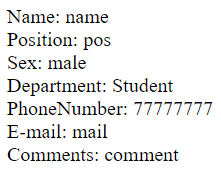 Name: name
Position: pos
Sex: male
Department: Student
PhoneNumber: 77777777
E-mail: mail
Comments: comment